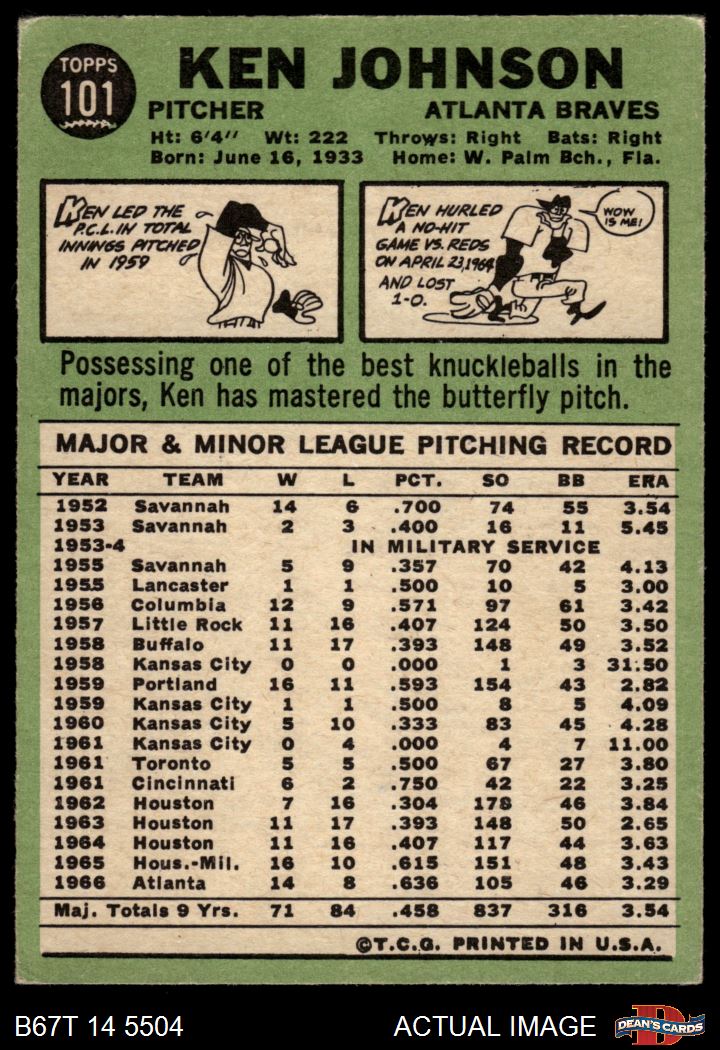 TOPPS
101
KEN JOHNSON
PITCHER ATLANTA BRAVES
Ht: 6'4" Wt: 222 Throws: Right Bats: Right
Born: June 16, 1933 Home: W. Palm Bch., Fla.
KEN LED THE
P.C.L. IN TOTAL
INNINGS PITCHED
IN 1959
KEN HURLED
A NO-HIT
GAME VS. REDS
ON APRIL 23, 1964
AND LOST
1-0.
WOW
IS ME!
Possessing one of the best knuckleballs in the
majors, Ken has mastered the butterfly pitch.
MAJOR & MINOR LEAGUE PITCHING RECORD
YEAR TEAM W L PCT. SO BB ERA
1952 Savannah 14 6 .700 74 55 3.54
1953 Savannah 2 3 .400 16 11 5.45
1953-4 IN MILITARY SERVICE
1955 Savannah 5 9 .357 70 42 4.13
1955 Lancaster 1 1 .500 10 5 3.00
1956 Columbia 12 9 .571 97 61 3.42
1957 Little Rock 11 16 .407 124 50 3.50
1958 Buffalo 11 17 .393 148 49 3.52
1958 Kansas City 0 0 .000 1 3 31.50
1959 Portland 16 11 .593 154 43 2.82
1959 Kansas City 1 1 .500 8 5 4.09
1960 Kansas City 5 10 .333 83 45 4.28
1961 Kansas City 0 4 .000 4 7 11.00
1961 Toronto 5 5 .500 67 27 3.80
1961 Cincinnati 6 2 .750 42 22 3.25
1962 Houston 7 16 .304 178 46 3.84
1963 Houston 11 17 .393 148 50 2.65
1964 Houston 11 16 .407 117 44 3.63
1965 Hous.-Mil. 16 10 .615 151 48 3.43
1966 Atlanta 14 8 .636 105 46 3.29
Maj. Totals 9 Yrs. 71 84 .458 837 316 3.54
©T.C.G. PRINTED IN U.S.A.
B67T 14 5504 ACTUAL IMAGE
D
DEAN'S CARDS